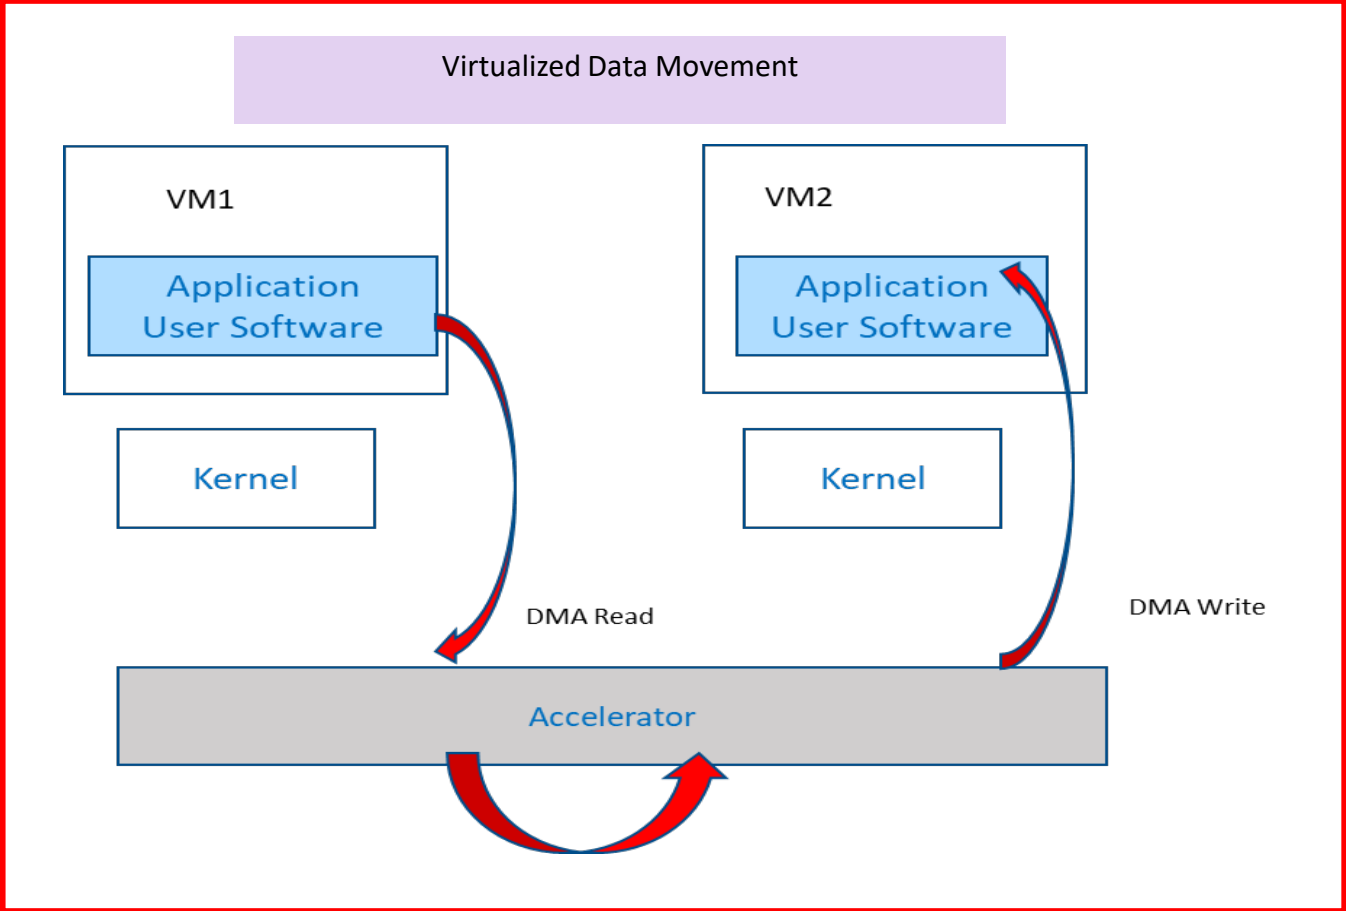 Virtualized Data Movement
VM1
VM2
Application
User Software
Application
User Software
Kernel
Kernel
DMA Read
DMA Write
Accelerator